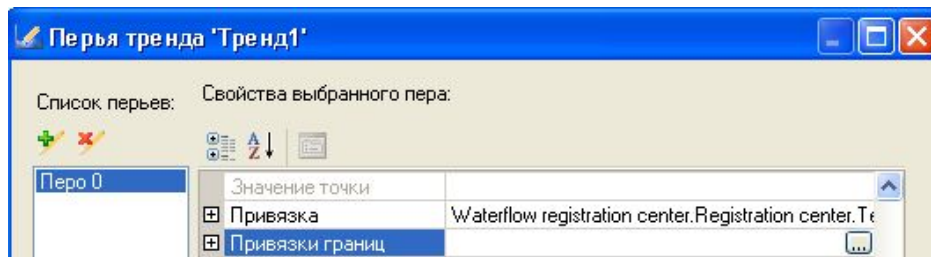 Перья тренда 'Тренд1'
Список перьев:
Свойства выбранного пера:
Перо 0
Значение точки
Привязка Waterflow registration center.Registration center.Te
Привязки границ ...